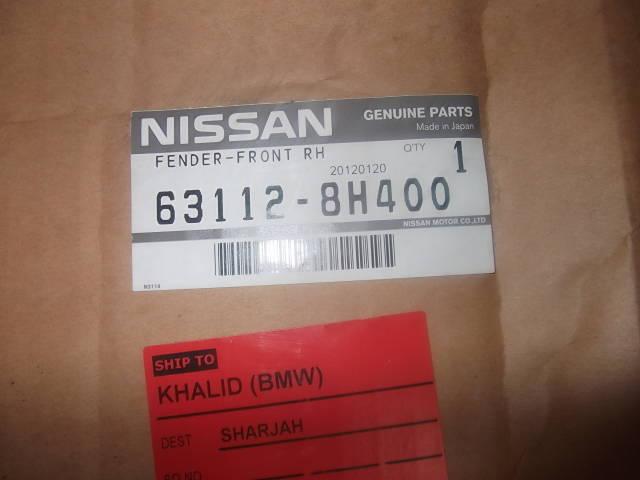 NISSAN
GENUINE PARTS
Made in Japan
FENDER-FRONT RH
Q'TY 1
20120120
63112-8H400
NISSAN MOTOR CO.,LTD
SHIP TO
KHALID (BMW)
DEST SHARJAH